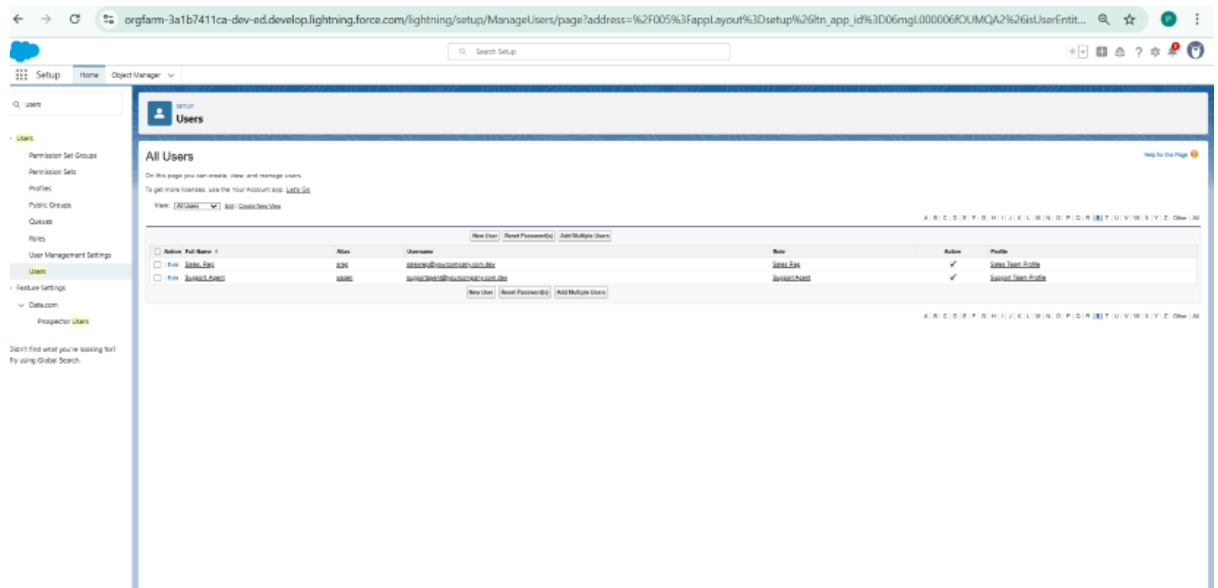 orgfarm-3a1b7411ca-dev-ed.develop.lightning.force.com/lightning/setup/ManageUsers/page?address=%2F005%3FappLayout%3Dsetup%26ltn_app_id%3D06mgL000006fOUMQA2%26isUserEntit...
P
Search Setup
Setup Home Object Manager
users
SETUP
Users
Users
Permission Set Groups
Permission Sets
Profiles
Public Groups
Queues
Roles
User Management Settings
Users
Feature Settings
Data.com
Prospector Users
Didn't find what you're looking for?
Try using Global Search.
All Users
Help for this Page
On this page you can create, view, and manage users.
To get more licenses, use the Your Account app. Let's Go
View: All Users Edit | Create New View
A | B | C | D | E | F | G | H | I | J | K | L | M | N | O | P | Q | R | S | T | U | V | W | X | Y | Z | Other | All
New User Reset Password(s) Add Multiple Users
Action Full Name ↑ Alias Username Role Active Profile
Edit Sales, Rep srep salesrep@yourcompany.com.dev Sales Rep ✓ Sales Team Profile
Edit Support, Agent sagent supportagent@yourcompany.com.dev Support Agent ✓ Support Team Profile
New User Reset Password(s) Add Multiple Users
A | B | C | D | E | F | G | H | I | J | K | L | M | N | O | P | Q | R | S | T | U | V | W | X | Y | Z | Other | All